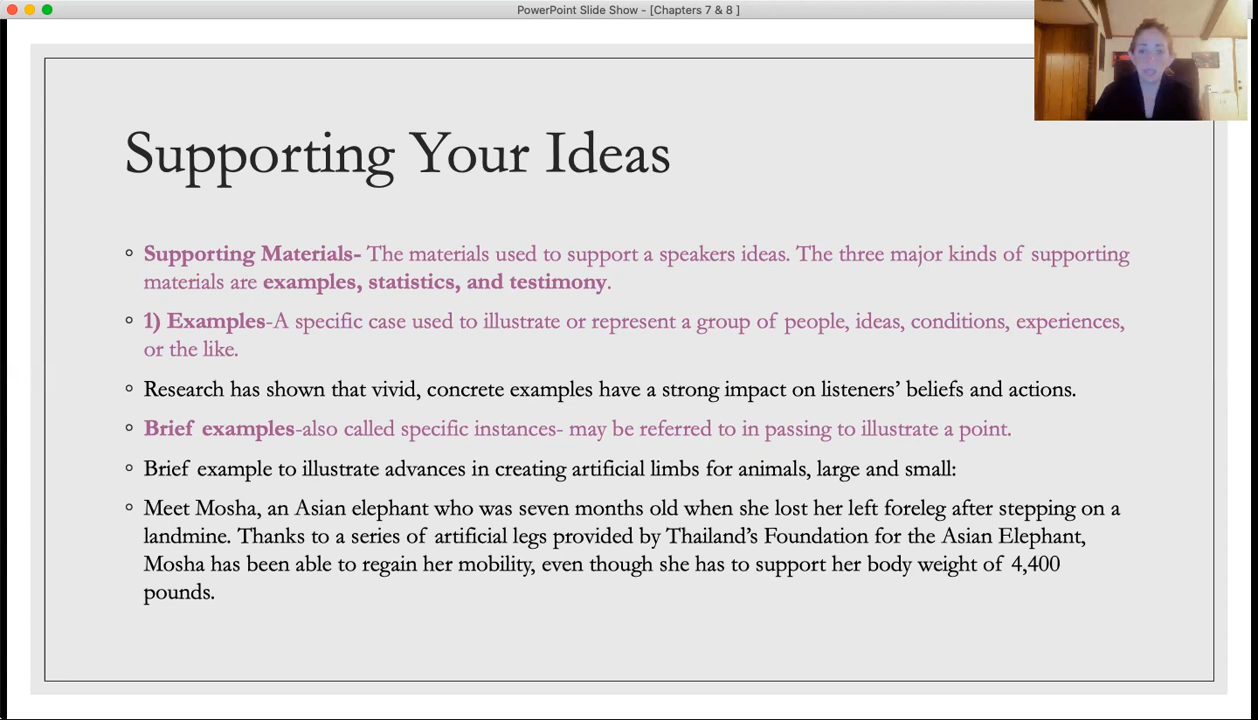 PowerPoint Slide Show - [Chapters 7 & 8 ]
Supporting Your Ideas
Supporting Materials- The materials used to support a speakers ideas. The three major kinds of supporting
materials are examples, statistics, and testimony.
1) Examples-A specific case used to illustrate or represent a group of people, ideas, conditions, experiences,
or the like.
Research has shown that vivid, concrete examples have a strong impact on listeners’ beliefs and actions.
Brief examples-also called specific instances- may be referred to in passing to illustrate a point.
Brief example to illustrate advances in creating artificial limbs for animals, large and small:
Meet Mosha, an Asian elephant who was seven months old when she lost her left foreleg after stepping on a
landmine. Thanks to a series of artificial legs provided by Thailand’s Foundation for the Asian Elephant,
Mosha has been able to regain her mobility, even though she has to support her body weight of 4,400
pounds.